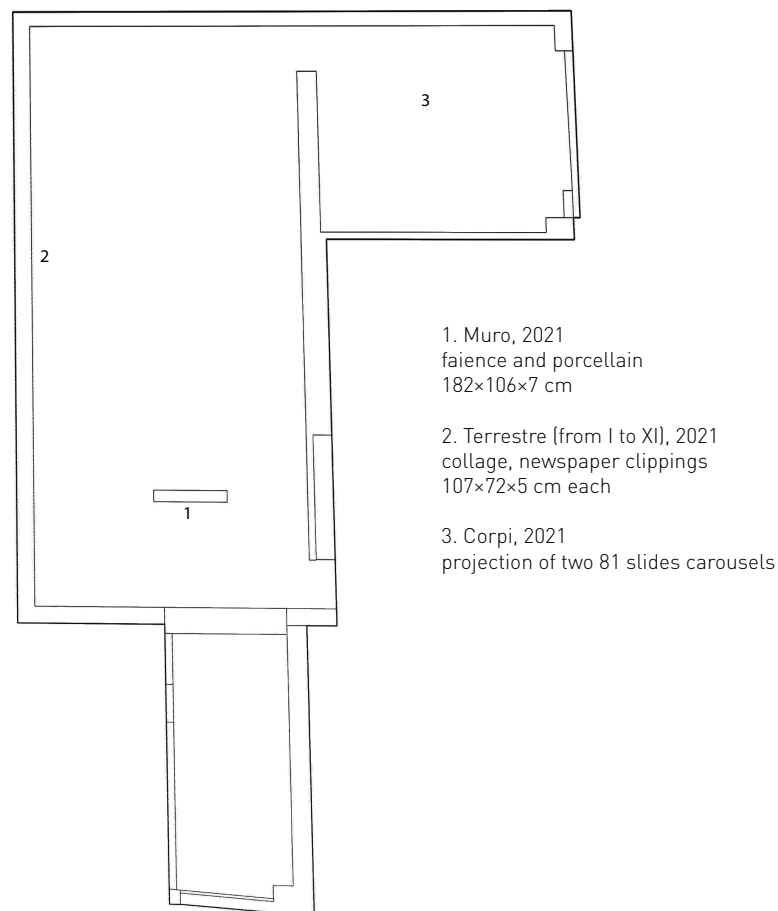 3
2
1
1. Muro, 2021
faience and porcellain
182×106×7 cm
2. Terrestre (from I to XI), 2021
collage, newspaper clippings
107×72×5 cm each
3. Corpi, 2021
projection of two 81 slides carousels